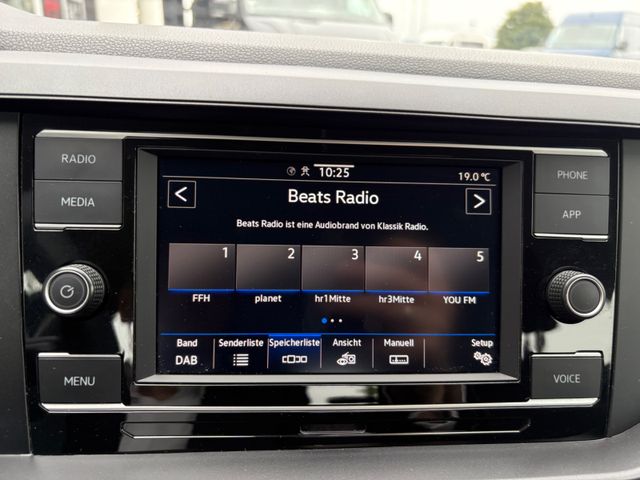 RADIO
MEDIA
MENU
PHONE
APP
VOICE
10:25
19.0 °C
< Beats Radio >
Beats Radio ist eine Audiobrand von Klassik Radio.
1 2 3 4 5
FFH planet hr1Mitte hr3Mitte YOU FM
Band Senderliste Speicherliste Ansicht Manuell Setup
DAB